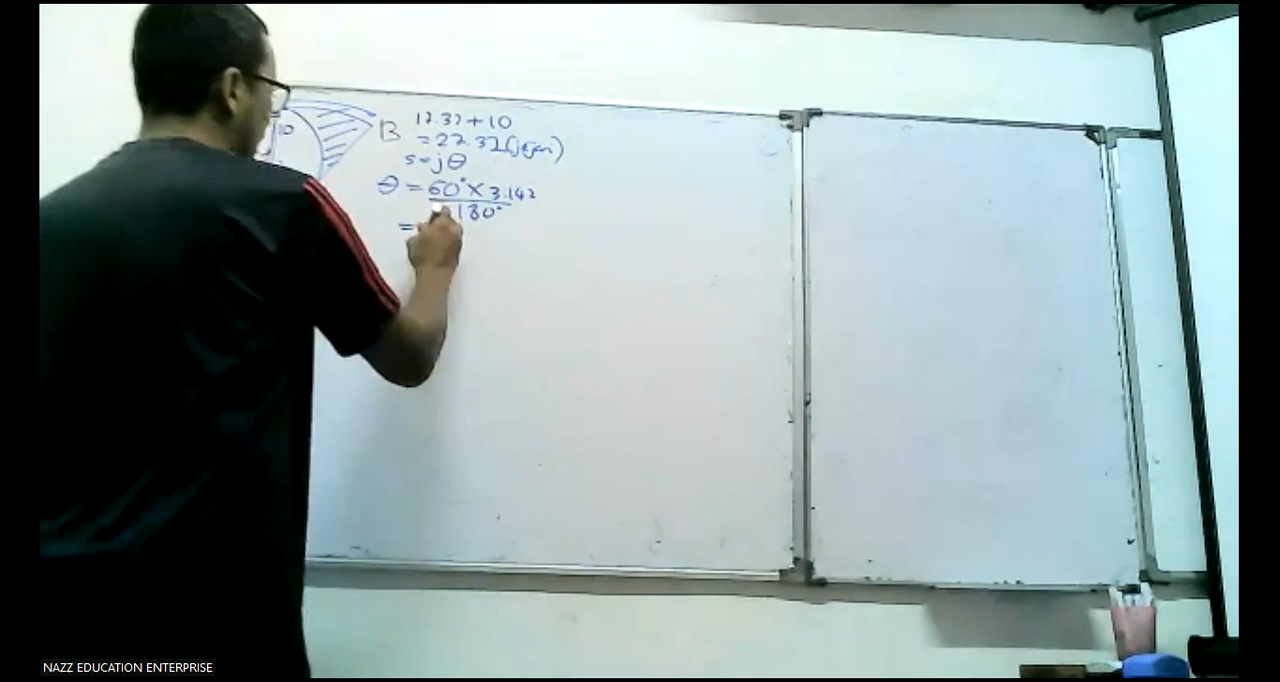 10
B
17.32 + 10
= 27.32 (jejari)
s = jθ
θ = 60° × 3.142
180°
=
NAZZ EDUCATION ENTERPRISE